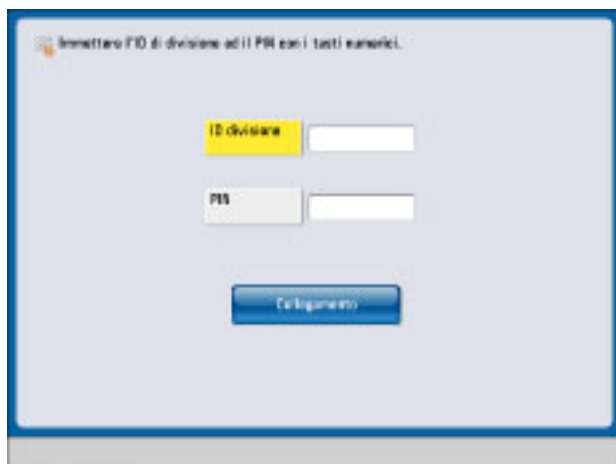 Immettere l'ID di divisione ed il PIN con i tasti numerici.
ID divisione
PIN
Collegamento